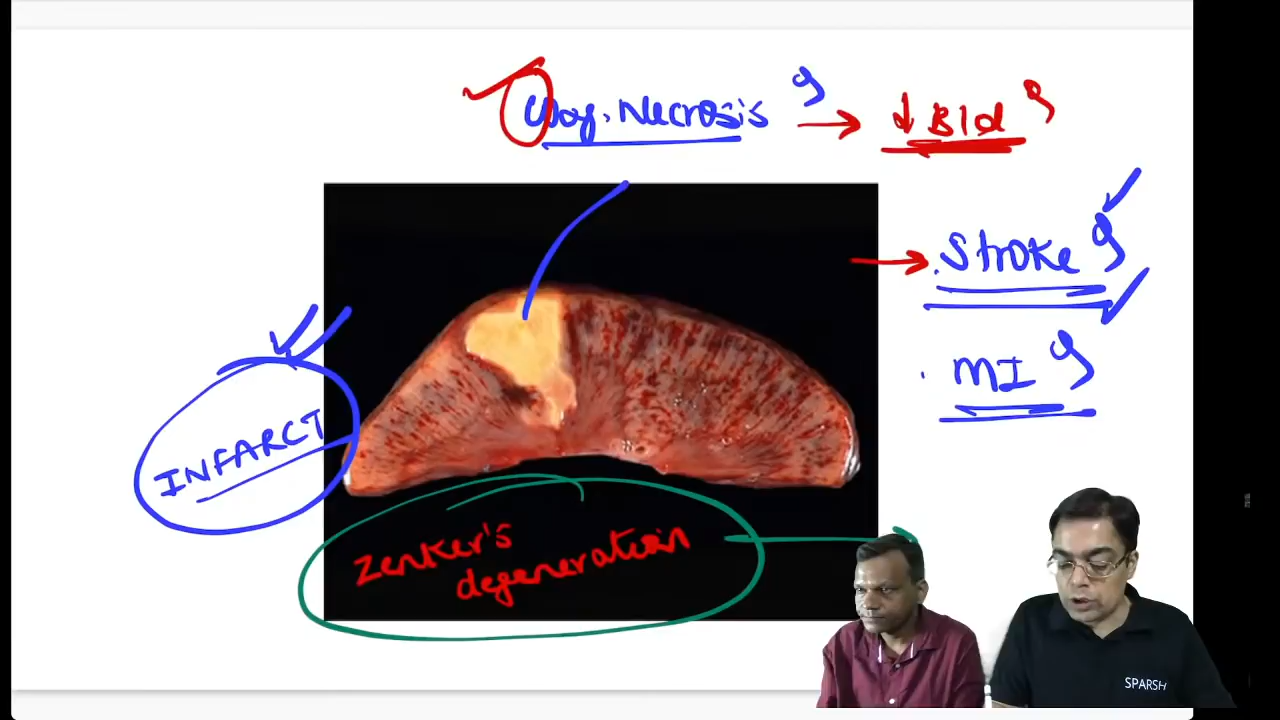 Coag. Necrosis → ↓ Bld
Stroke
MI
INFARCT
Zenker's
degeneration
SPARSH